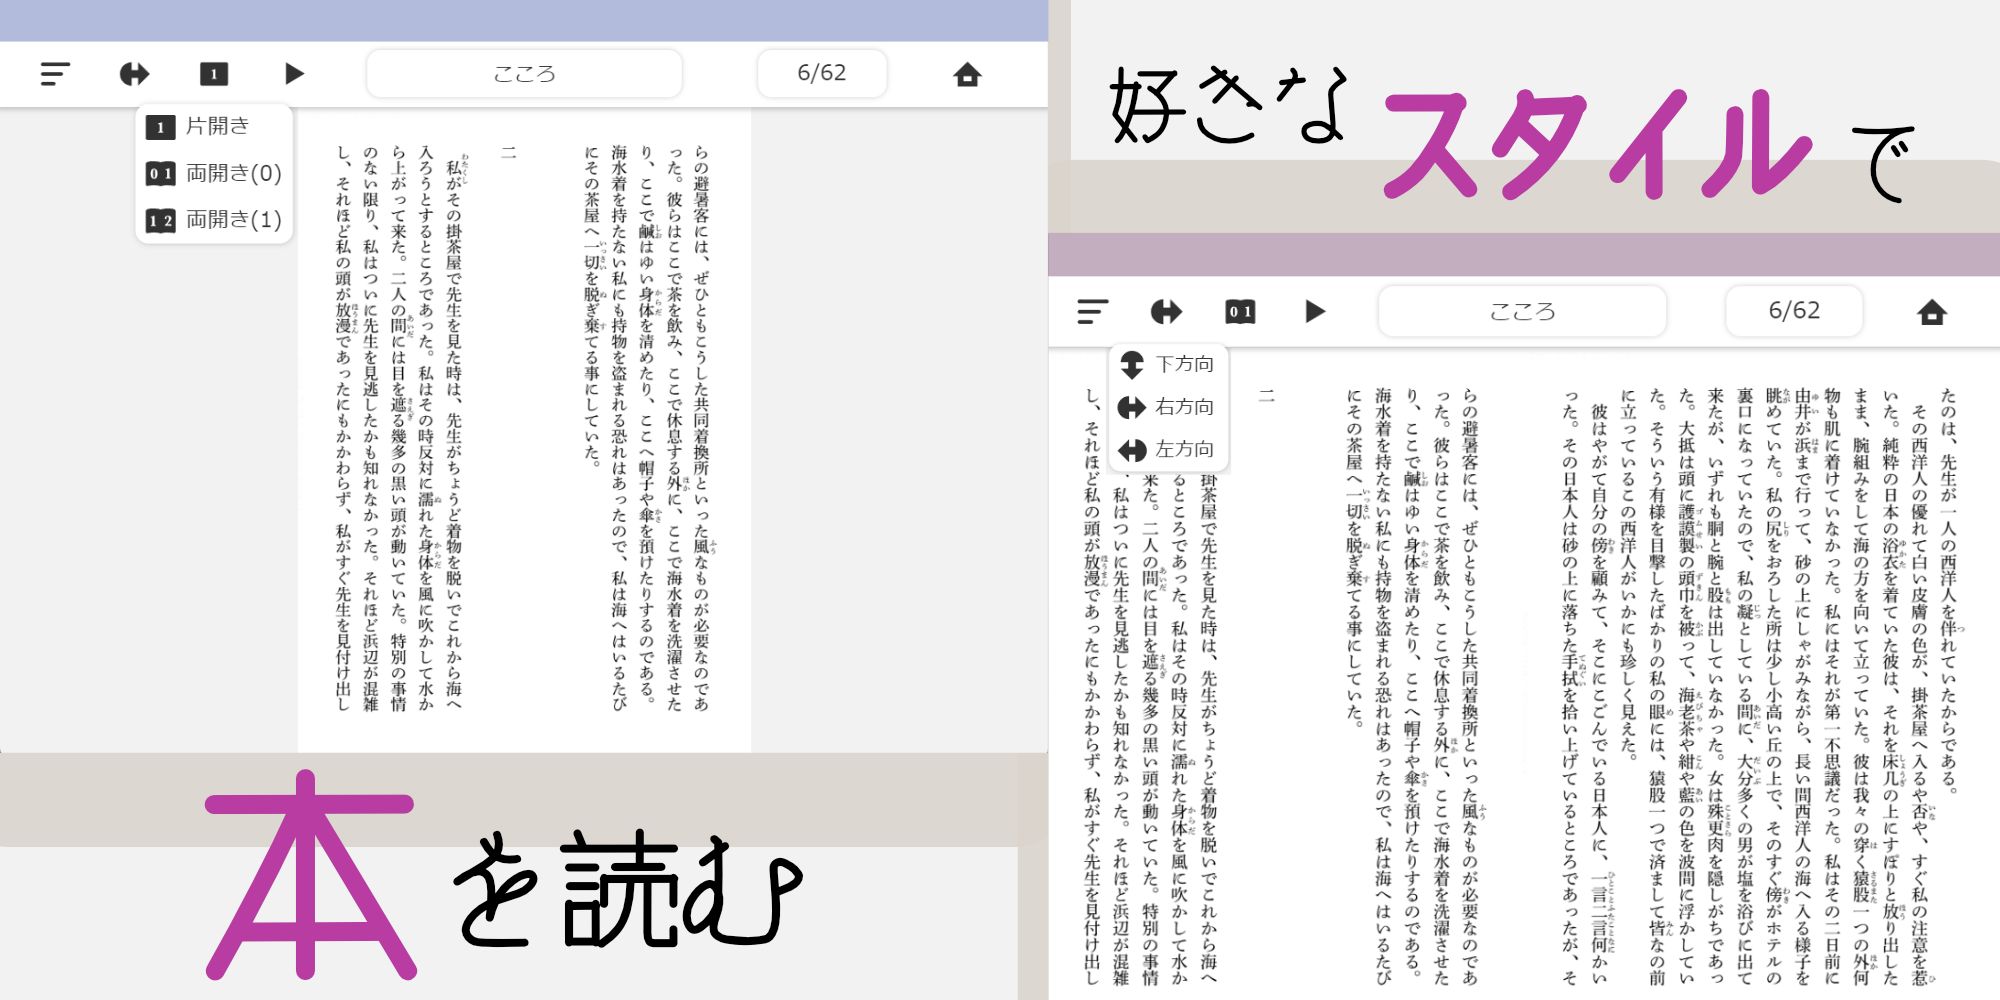 好きなスタイルで
本を読む
1
こころ
6/62
1 片開き
0 1 両開き(0)
1 2 両開き(1)
らの避暑客には、ぜひともこうした共同着換所といった風なものが必要なのであ
った。彼らはここで茶を飲み、ここで休息する外に、ここで海水着を洗濯させた
り、ここで鹹はゆい身体を清めたり、ここへ帽子や傘を預けたりするのである。
海水着を持たない私にも持物を盗まれる恐れはあったので、私は海へはいるたび
にその茶屋へ一切を脱ぎ棄てる事にしていた。
二
私がその掛茶屋で先生を見た時は、先生がちょうど着物を脱いでこれから海へ
入ろうとするところであった。私はその時反対に濡れた身体を風に吹かして水か
ら上がって来た。二人の間には目を遮る幾多の黒い頭が動いていた。特別の事情
のない限り、私はついに先生を見逃したかも知れなかった。それほど浜辺が混雑
し、それほど私の頭が放漫であったにもかかわらず、私がすぐ先生を見付け出し
0 1
こころ
6/62
下方向
右方向
左方向
たのは、先生が一人の西洋人を伴れていたからである。
その西洋人の優れて白い皮膚の色が、掛茶屋へ入るや否や、すぐ私の注意を惹
いた。純粋の日本の浴衣を着ていた彼は、それを床几の上にすぽりと放り出した
まま、腕組みをして海の方を向いて立っていた。彼は我々の穿く猿股一つの外何
物も肌に着けていなかった。私にはそれが第一不思議だった。私はその二日前に
由井が浜まで行って、砂の上にしゃがみながら、長い間西洋人の海へ入る様子を
眺めていた。私の尻をおろした所は少し小高い丘の上で、そのすぐ傍がホテルの
裏口になっていたので、私の凝としている間に、大分多くの男が塩を浴びに出て
来たが、いずれも胴と腕と股は出していなかった。女は殊更肉を隠しがちであっ
た。大抵は頭に護謨製の頭巾を被って、海老茶や紺や藍の色を波間に浮かしてい
た。そういう有様を目撃したばかりの私の眼には、猿股一つで済まして皆なの前
に立っているこの西洋人がいかにも珍しく見えた。
彼はやがて自分の傍を顧みて、そこにこごんでいる日本人に、一言二言何かい
った。その日本人は砂の上に落ちた手拭を拾い上げているところであったが、そ
らの避暑客には、ぜひともこうした共同着換所といった風なものが必要なのであ
った。彼らはここで茶を飲み、ここで休息する外に、ここで海水着を洗濯させた
り、ここで鹹はゆい身体を清めたり、ここへ帽子や傘を預けたりするのである。
海水着を持たない私にも持物を盗まれる恐れはあったので、私は海へはいるたび
にその茶屋へ一切を脱ぎ棄てる事にしていた。
二
掛茶屋で先生を見た時は、先生がちょうど着物を脱いでこれから海へ
るところであった。私はその時反対に濡れた身体を風に吹かして水か
来た。二人の間には目を遮る幾多の黒い頭が動いていた。特別の事情
、私はついに先生を見逃したかも知れなかった。それほど浜辺が混雑
し、それほど私の頭が放漫であったにもかかわらず、私がすぐ先生を見付け出し